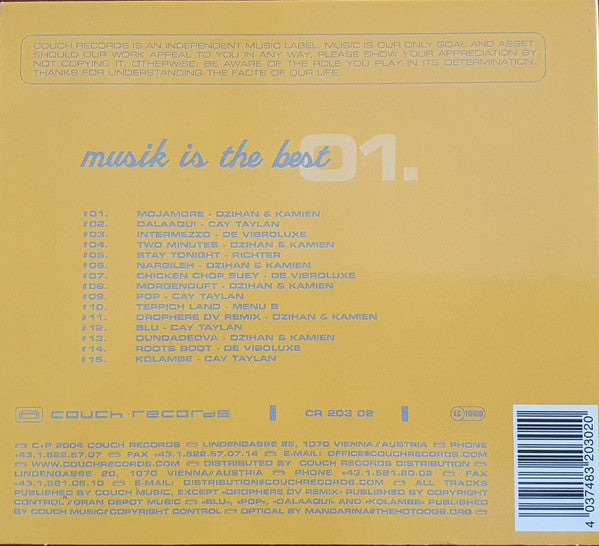 COUCH RECORDS IS AN INDEPENDENT MUSIC LABEL. MUSIC IS OUR ONLY GOAL AND ASSET.
SHOULD OUR WORK APPEAL TO YOU IN ANY WAY, PLEASE SHOW YOUR APPRECIATION BY
NOT COPYING IT. OTHERWISE, BE AWARE OF THE ROLE YOU PLAY IN ITS DETERMINATION.
THANKS FOR UNDERSTANDING THE FACTS OF OUR LIFE.
musik is the best 01.
#01. MOJAMORE - DZIHAN & KAMIEN
#02. DALAAQUI - CAY TAYLAN
#03. INTERMEZZO - DE VIBROLUXE
#04. TWO MINUTES - DZIHAN & KAMIEN
#05. STAY TONIGHT - RICHTER
#06. NARGILEH - DZIHAN & KAMIEN
#07. CHICKEN CHOP SUEY - DE VIBROLUXE
#08. MORGENDUFT - DZIHAN & KAMIEN
#09. POP - CAY TAYLAN
#10. TEPPICH LAND - MENU B
#11. DROPHERE DV REMIX - DZIHAN & KAMIEN
#12. BLU - CAY TAYLAN
#13. DUNDADEOVA - DZIHAN & KAMIEN
#14. ROOTS BOOT - DE VIBOLUXE
#15. KOLAMBE - CAY TAYLAN
couch records CR 203 02 LC 10460
C+P 2004 COUCH RECORDS LINDENGASSE 25, 1070 VIENNA//AUSTRIA PHONE
+43.1.522.57.07 FAX +43.1.522.57.07.14 E-MAIL: OFFICE@COUCHRECORDS.COM
WWW.COUCHRECORDS.COM DISTRIBUTED BY COUCH RECORDS DISTRIBUTION
LINDENGASSE 20, 1070 VIENNA//AUSTRIA PHONE +43.1.581.20.02 FAX
+43.1.581.05.10 E-MAIL: DISTRIBUTION@COUCHRECORDS.COM ALL TRACKS
PUBLISHED BY COUCH MUSIC, EXCEPT «DROPHERE DV REMIX» PUBLISHED BY COPYRIGHT
CONTROL//GRAN DEPOT MUSIC «BLU», «POP», «DALAAQUI» AND «KOLAMBE» PUBLISHED
BY COUCH MUSIC/COPYRIGHT CONTROL OPTICAL BY MANDARINA@THEHOTDOGS.ORG
4 037483 203020